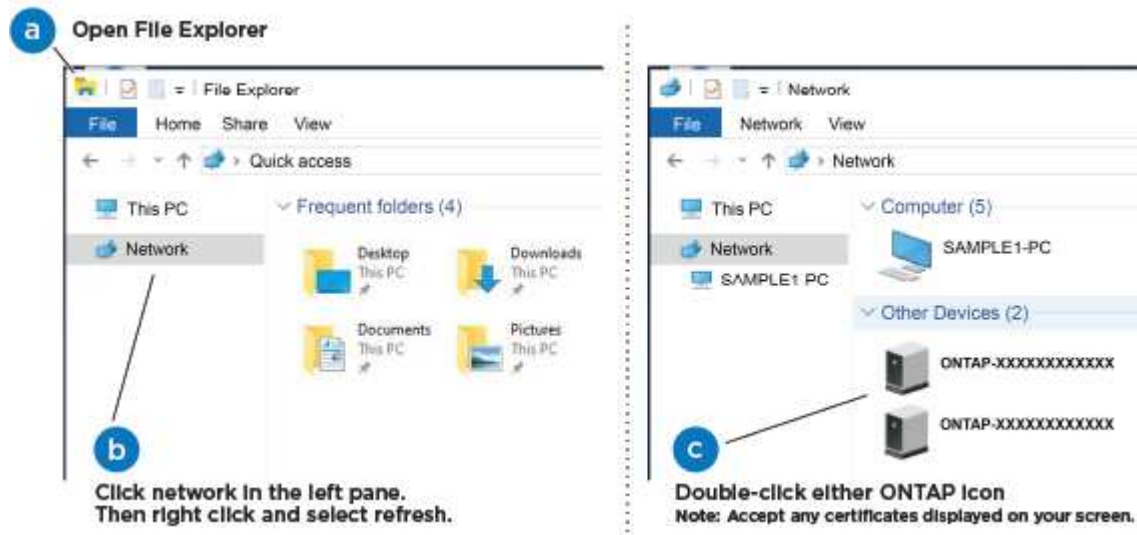 a Open File Explorer
File Explorer
File Home Share View
Quick access
This PC
Network
Frequent folders (4)
Desktop
This PC
Downloads
This PC
Documents
This PC
Pictures
This PC
b
Click network in the left pane.
Then right click and select refresh.
Network
File Network View
Network
This PC
Network
SAMPLE1 PC
Computer (5)
SAMPLE1-PC
Other Devices (2)
ONTAP-XXXXXXXXXXXX
ONTAP-XXXXXXXXXXXX
c
Double-click either ONTAP icon
Note: Accept any certificates displayed on your screen.